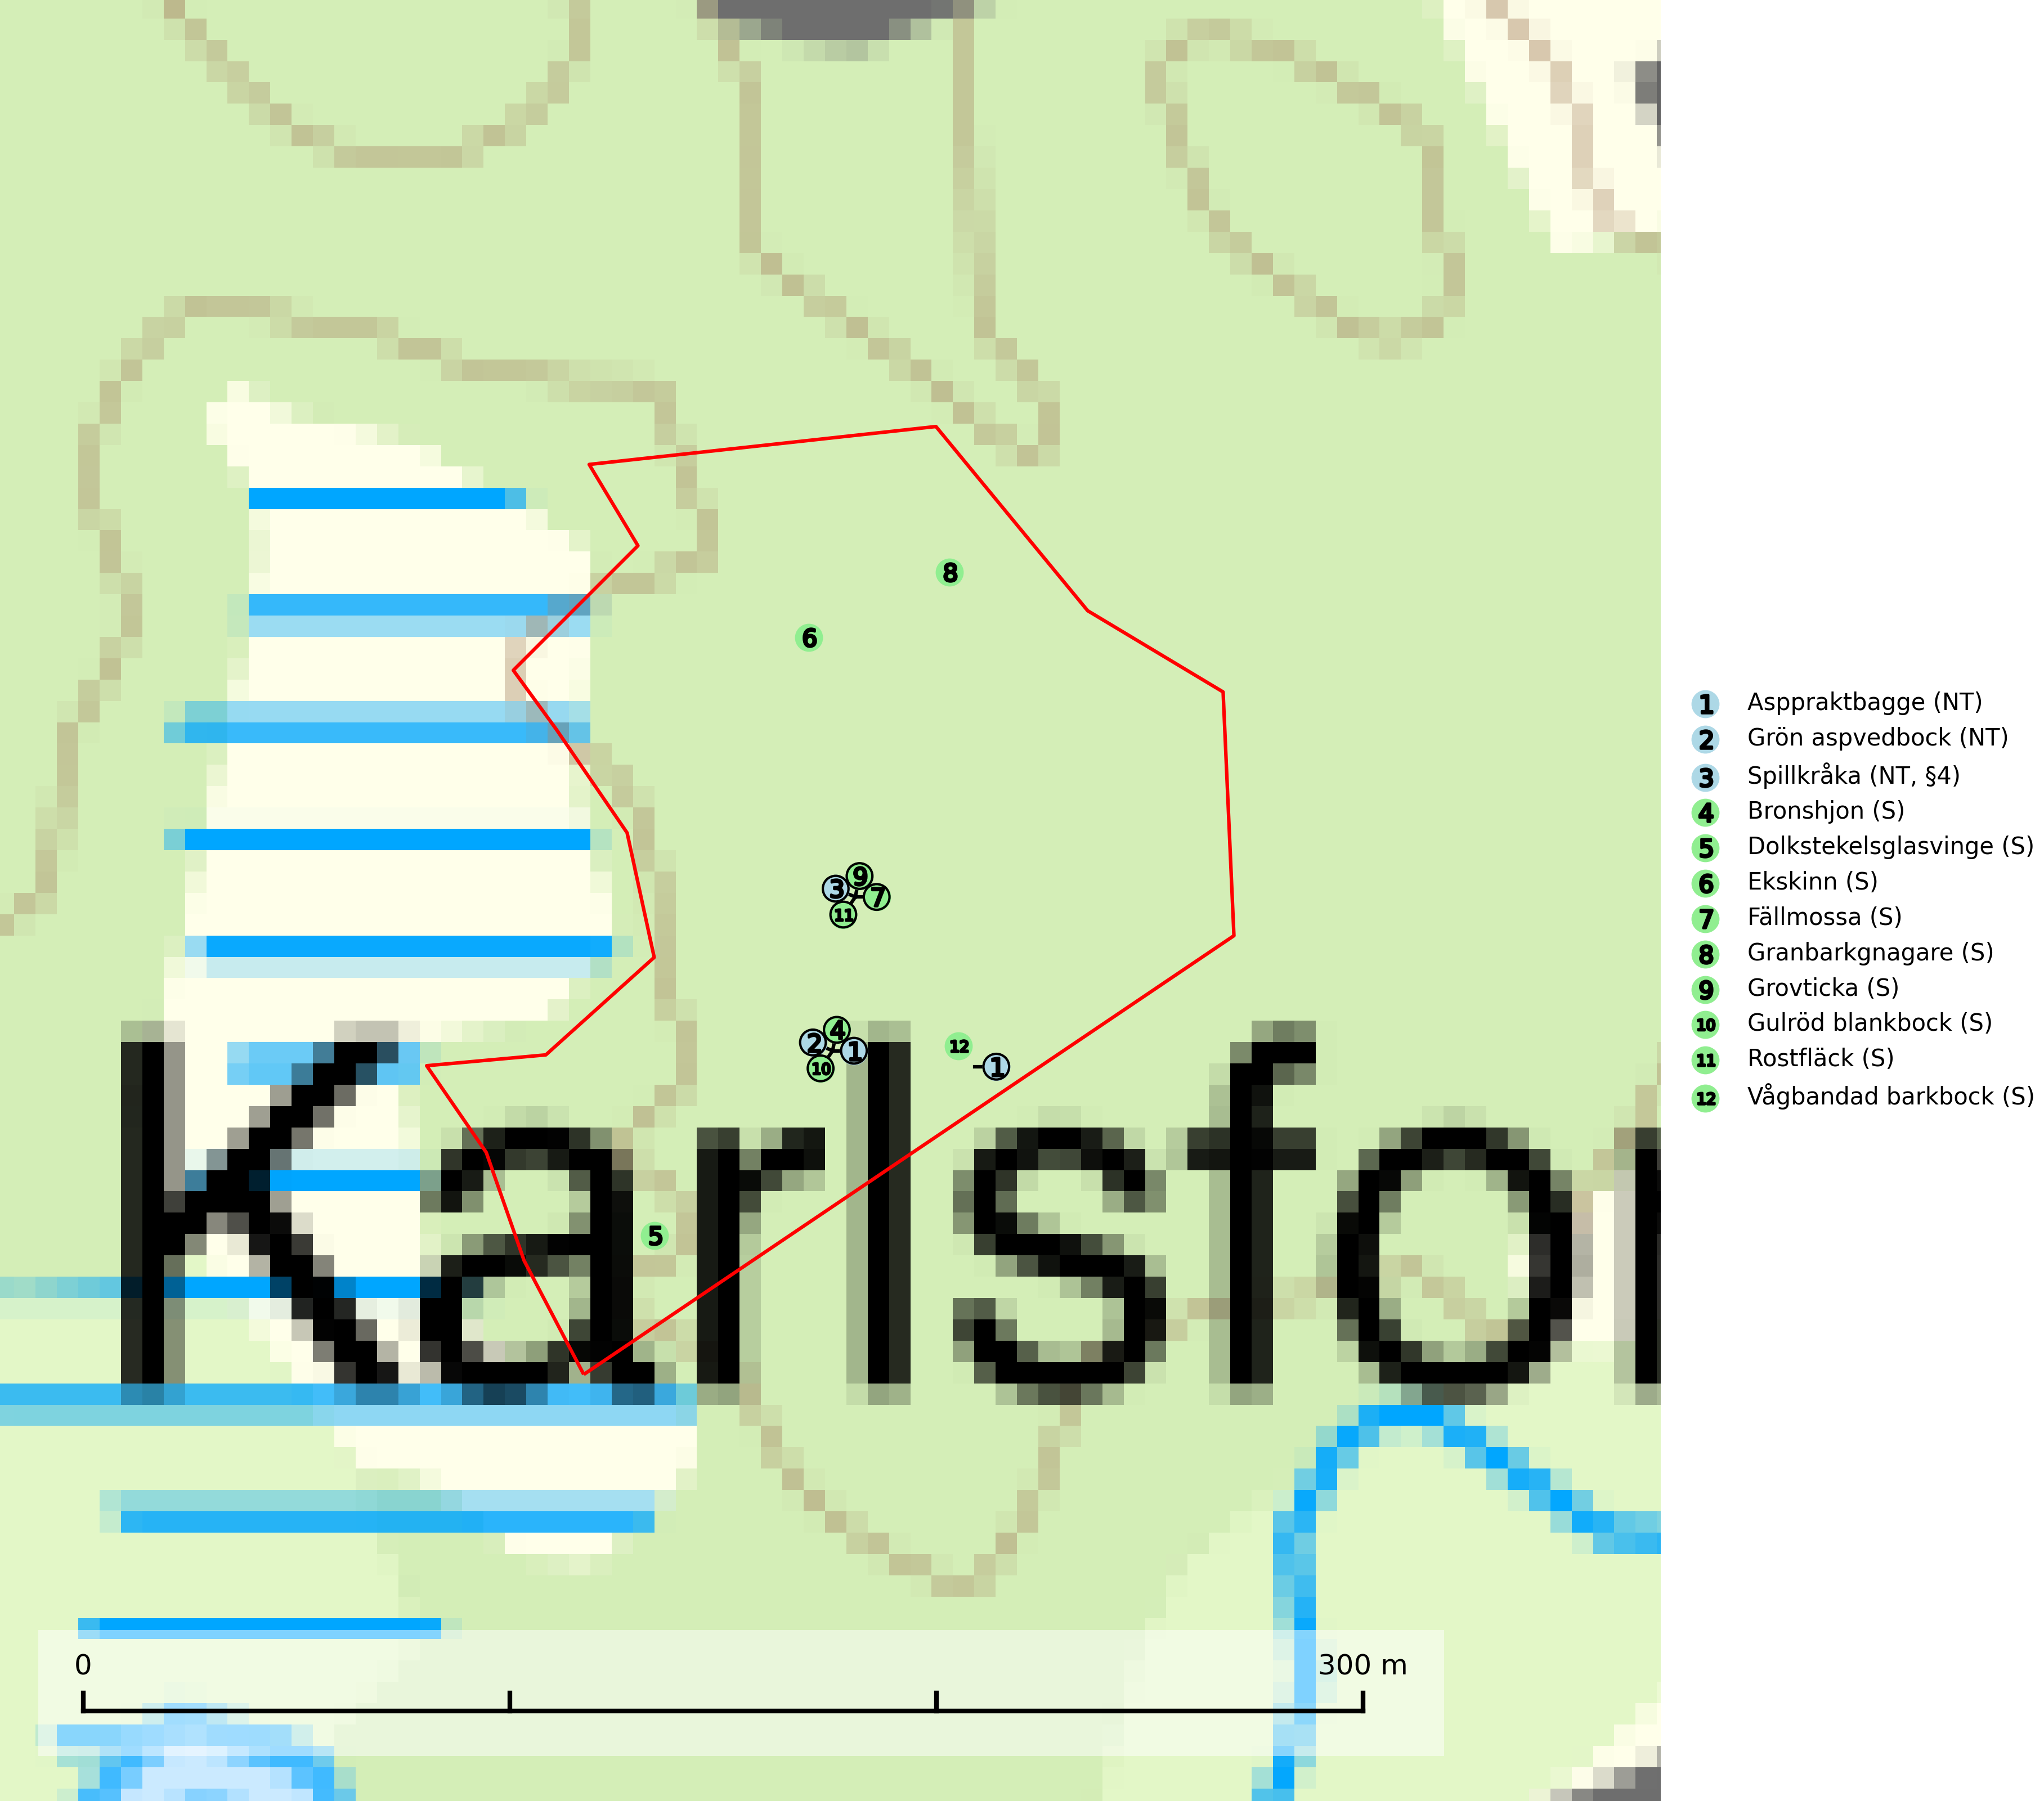 8
6
9
3
7
11
4
2
1
10
12
1
5
Karlsfo
0
300 m
1 Asppraktbagge (NT)
2 Grön aspvedbock (NT)
3 Spillkråka (NT, §4)
4 Bronshjon (S)
5 Dolkstekelsglasvinge (S)
6 Ekskinn (S)
7 Fällmossa (S)
8 Granbarkgnagare (S)
9 Grovticka (S)
10 Gulröd blankbock (S)
11 Rostfläck (S)
12 Vågbandad barkbock (S)